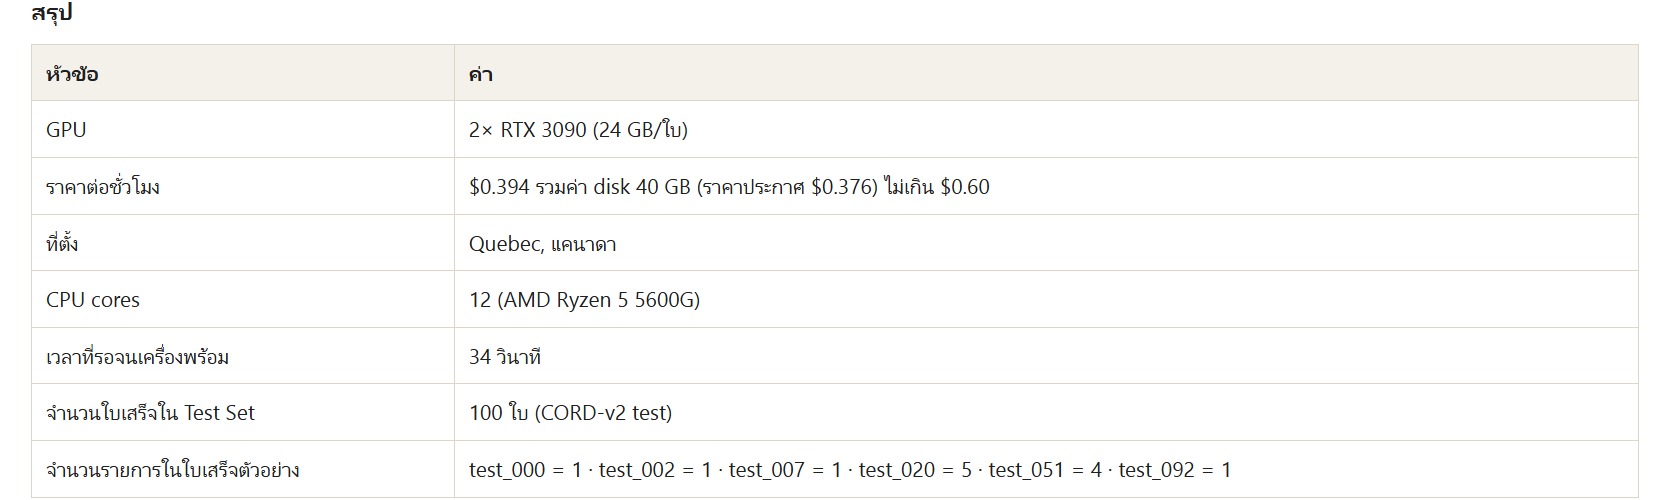 สรุป
หัวข้อ ค่า
GPU 2× RTX 3090 (24 GB/ใบ)
ราคาต่อชั่วโมง $0.394 รวมค่า disk 40 GB (ราคาประกาศ $0.376) ไม่เกิน $0.60
ที่ตั้ง Quebec, แคนาดา
CPU cores 12 (AMD Ryzen 5 5600G)
เวลาที่รอจนเครื่องพร้อม 34 วินาที
จำนวนใบเสร็จใน Test Set 100 ใบ (CORD-v2 test)
จำนวนรายการในใบเสร็จตัวอย่าง test_000 = 1 · test_002 = 1 · test_007 = 1 · test_020 = 5 · test_051 = 4 · test_092 = 1